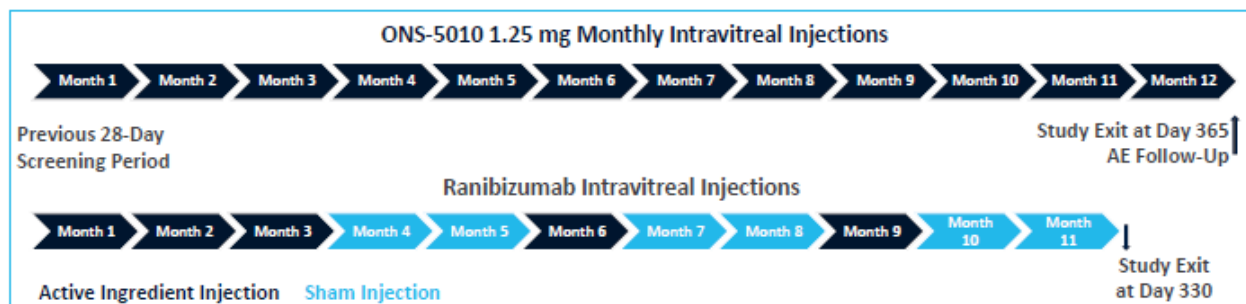 ONS-5010 1.25 mg Monthly Intravitreal Injections
Month 1 Month 2 Month 3 Month 4 Month 5 Month 6 Month 7 Month 8 Month 9 Month 10 Month 11 Month 12
Previous 28-Day
Screening Period
Study Exit at Day 365
AE Follow-Up
Ranibizumab Intravitreal Injections
Month 1 Month 2 Month 3 Month 4 Month 5 Month 6 Month 7 Month 8 Month 9 Month 10 Month 11
Study Exit
at Day 330
Active Ingredient Injection Sham Injection